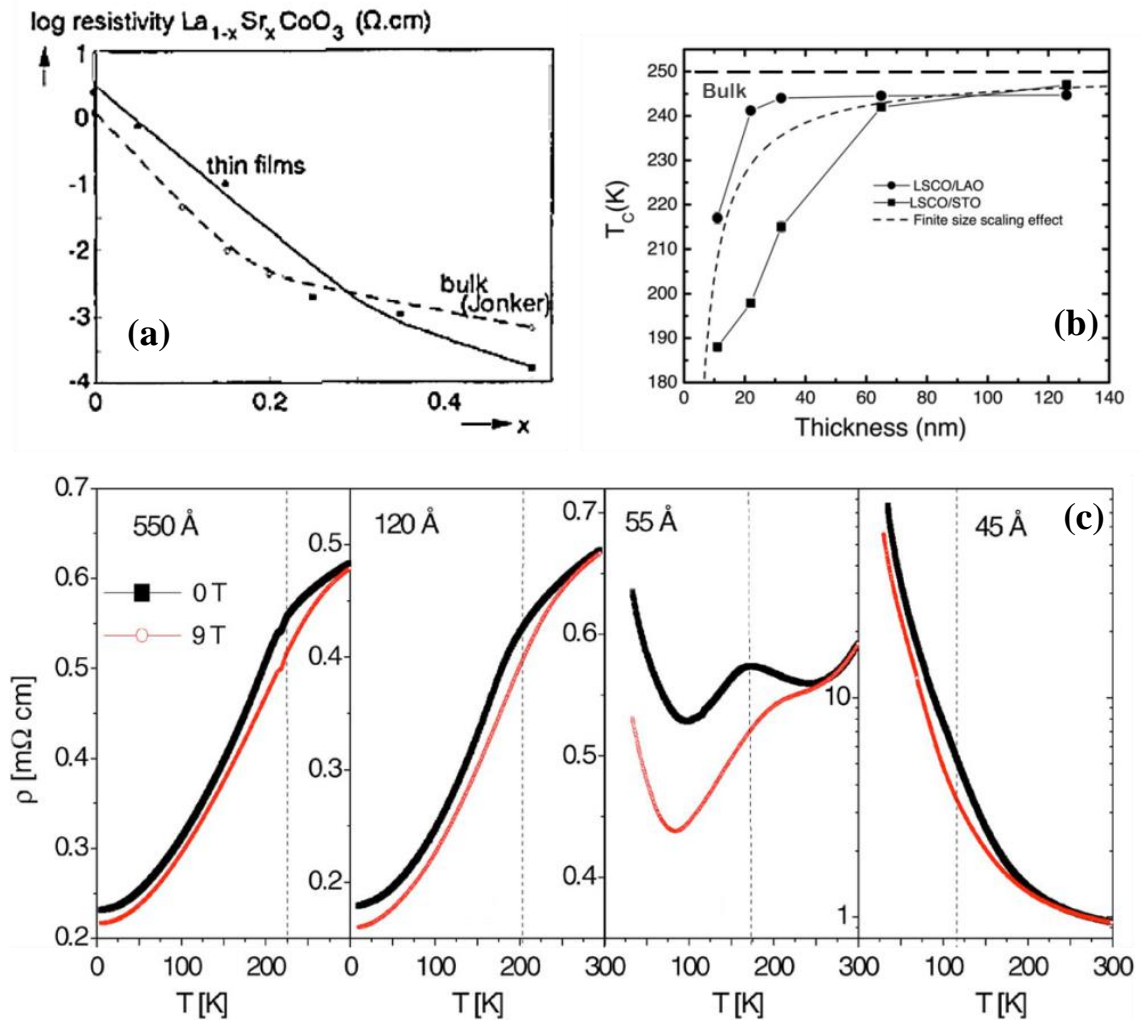 log resistivity La1-xSrxCoO3 (Ω.cm)
1
0
-1
-2
-3
-4
thin films
bulk
(Jonker)
(a)
0
0.2
0.4
x
250
240
230
220
210
200
190
180
Bulk
LSCO/LAO
LSCO/STO
Finite size scaling effect
(b)
TC(K)
0 20 40 60 80 100 120 140
Thickness (nm)
0.7
0.6
0.5
0.4
0.3
0.2
ρ [mΩ cm]
550 Å
0 T
9 T
120 Å
0.5
0.4
0.3
0.2
55 Å
0.7
0.6
0.5
0.4
45 Å
(c)
10
1
0 100 200 300 100 200 300 100 200 300 100 200 300
T [K] T [K] T [K] T [K]